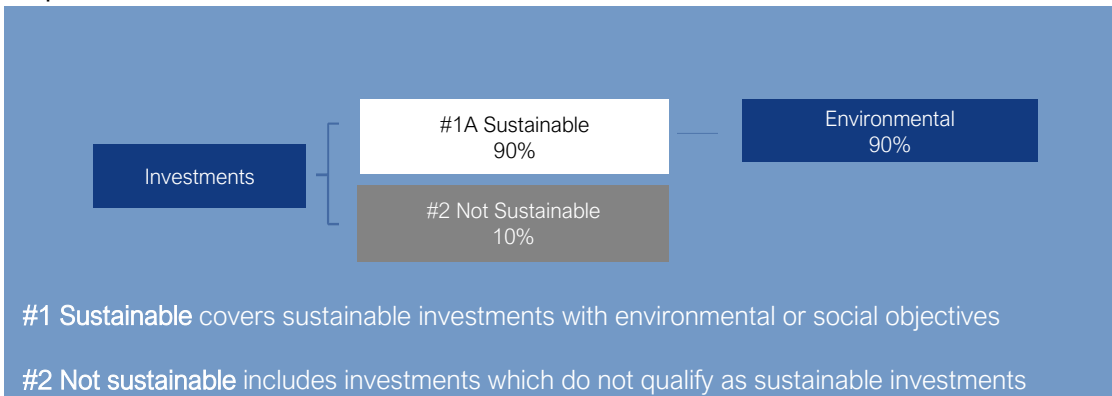 Investments
#1A Sustainable
90%
Environmental
90%
#2 Not Sustainable
10%
#1 Sustainable covers sustainable investments with environmental or social objectives
#2 Not sustainable includes investments which do not qualify as sustainable investments